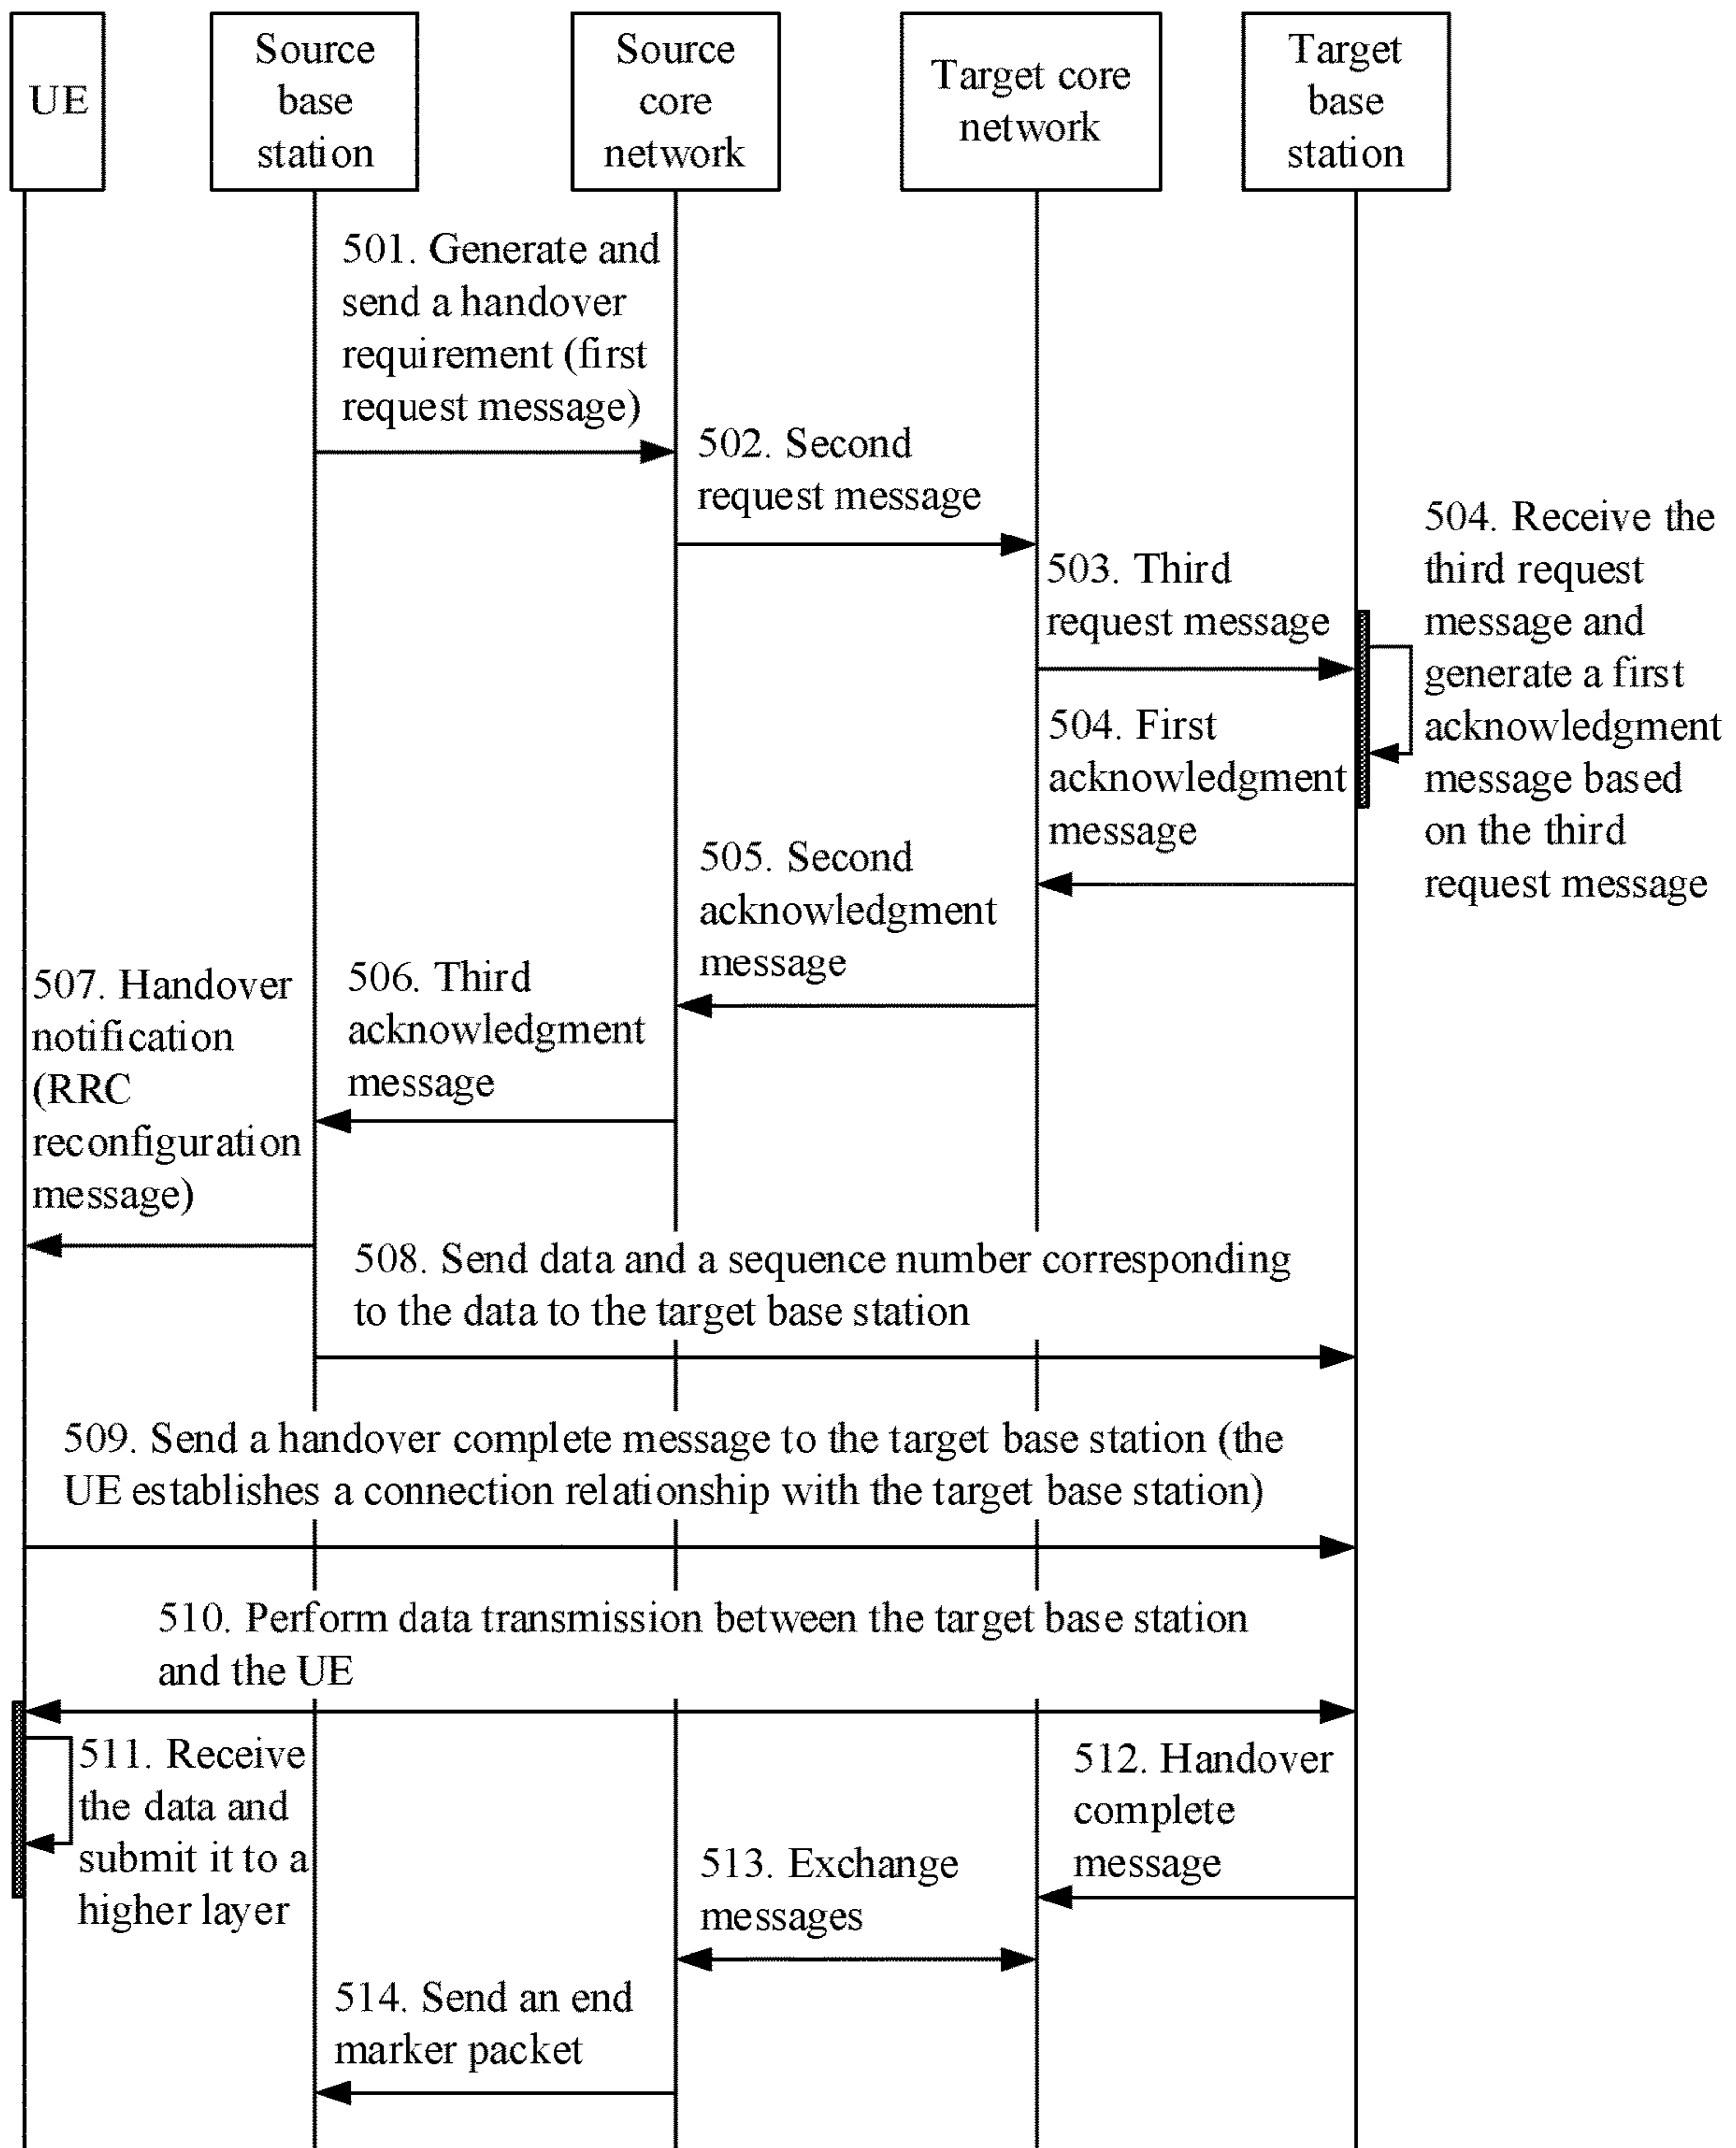 UE
Source
base
station
Source
core
network
Target core
network
Target
base
station
501. Generate and
send a handover
requirement (first
request message)
502. Second
request message
503. Third
request message
504. Receive the
third request
message and
generate a first
acknowledgment
message based
on the third
request message
504. First
acknowledgment
message
505. Second
acknowledgment
message
506. Third
acknowledgment
message
507. Handover
notification
(RRC
reconfiguration
message)
508. Send data and a sequence number corresponding
to the data to the target base station
509. Send a handover complete message to the target base station (the
UE establishes a connection relationship with the target base station)
510. Perform data transmission between the target base station
and the UE
511. Receive
the data and
submit it to a
higher layer
512. Handover
complete
message
513. Exchange
messages
514. Send an end
marker packet